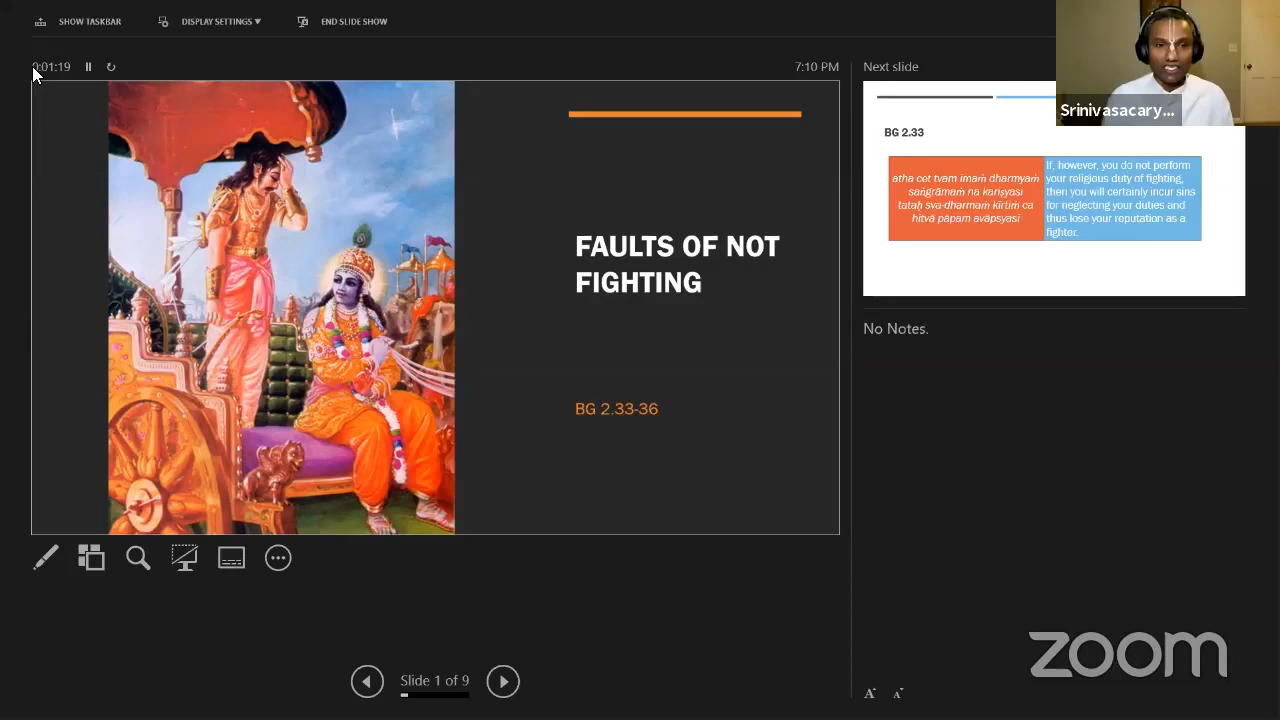 SHOW TASKBAR
DISPLAY SETTINGS ▼
END SLIDE SHOW
0:01:19
7:10 PM
FAULTS OF NOT
FIGHTING
BG 2.33-36
Slide 1 of 9
Next slide
BG 2.33
atha cet tvam imaṁ dharmyaṁ
saṅgrāmaṁ na kariṣyasi
tataḥ sva-dharmaṁ kīrtiṁ ca
hitvā pāpam avāpsyasi
If, however, you do not perform
your religious duty of fighting,
then you will certainly incur sins
for neglecting your duties and
thus lose your reputation as a
fighter.
Srinivasacary...
No Notes.
zoom
A A